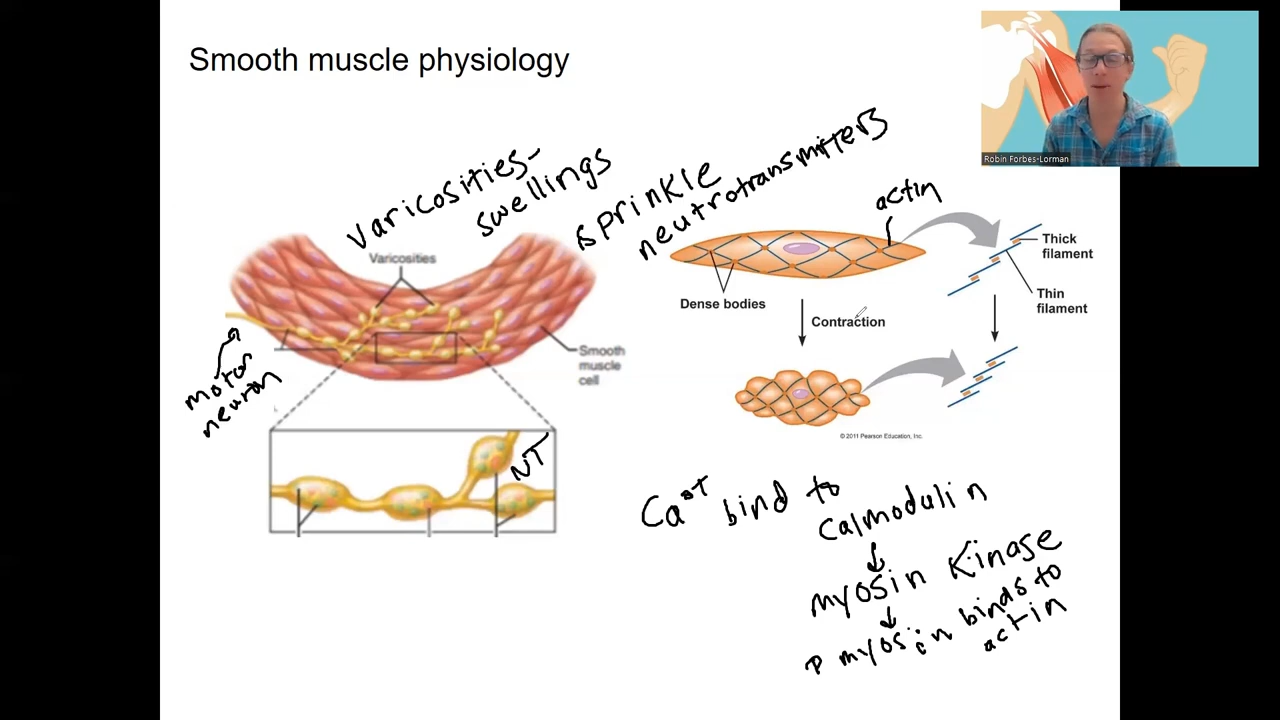 Smooth muscle physiology
Robin Forbes-Lorman
varicosities-
swellings
sprinkle
neutrotransmitters
Varicosities
motor
neuron
Smooth
muscle
cell
NT
actin
Dense bodies
Thick
filament
Thin
filament
Contraction
© 2011 Pearson Education, Inc.
Ca2+ bind to
calmodulin
↓
myosin kinase
↓
P myosin binds to
actin